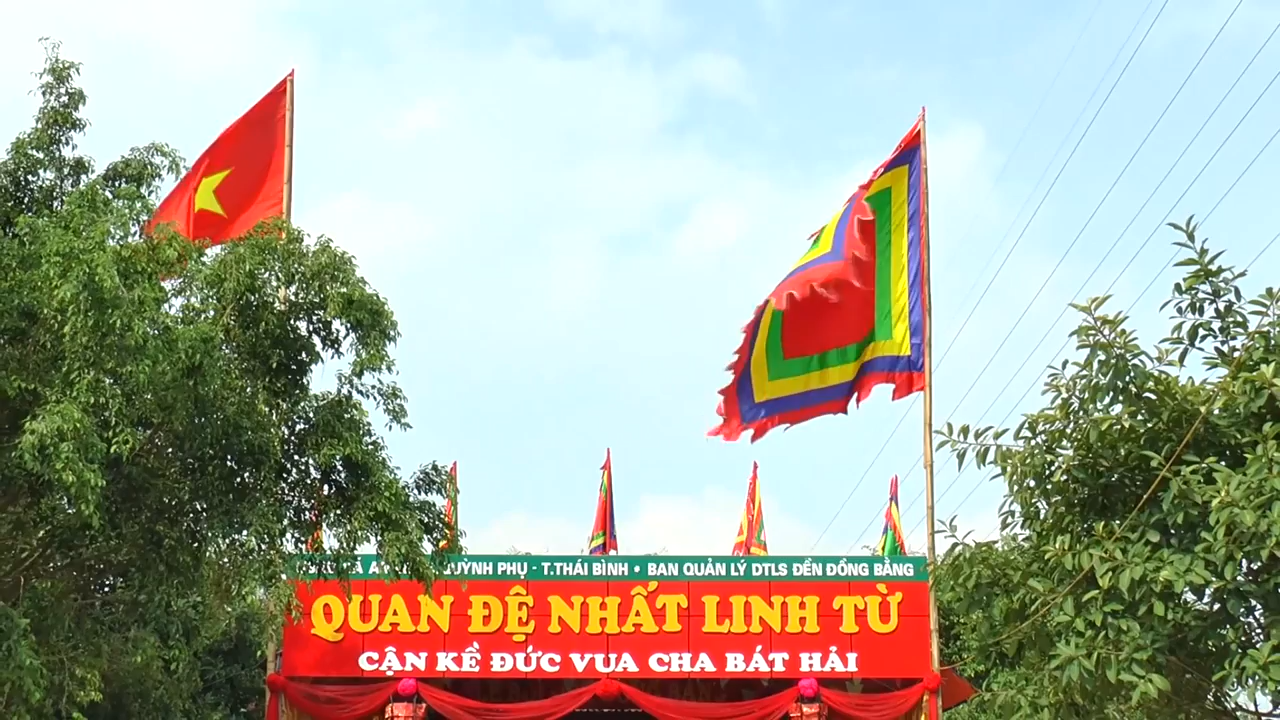 QUỲNH PHỤ - T.THÁI BÌNH • BAN QUẢN LÝ DTLS ĐỀN ĐỒNG BẰNG
QUAN ĐỆ NHẤT LINH TỪ
CẬN KỀ ĐỨC VUA CHA BÁT HẢI